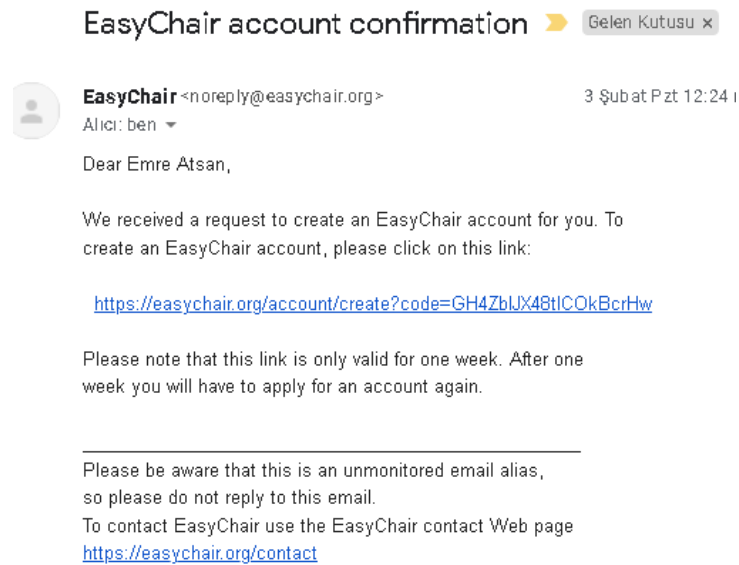 EasyChair account confirmation Gelen Kutusu x
EasyChair <noreply@easychair.org> 3 Şubat Pzt 12:24
Alıcı: ben
Dear Emre Atsan,
We received a request to create an EasyChair account for you. To
create an EasyChair account, please click on this link:
https://easychair.org/account/create?code=GH4ZbIJX48tlCOkBcrHw
Please note that this link is only valid for one week. After one
week you will have to apply for an account again.
Please be aware that this is an unmonitored email alias,
so please do not reply to this email.
To contact EasyChair use the EasyChair contact Web page
https://easychair.org/contact